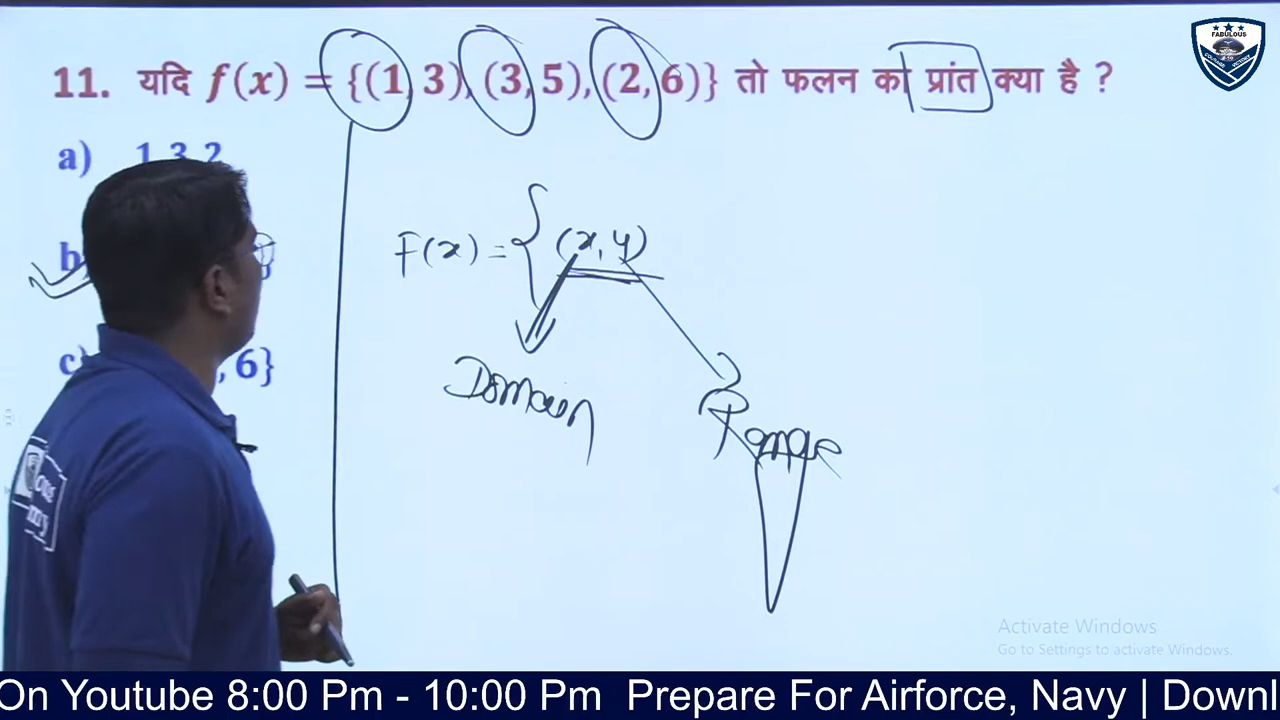 FABULOUS
11. यदि f(x) = {(1, 3), (3, 5), (2, 6)} तो फलन का प्रांत क्या है ?
a) 1, 3, 2
F(x) = { (x, y)
b
c) , 6}
Domain
Range
Activate Windows
Go to Settings to activate Windows.
On Youtube 8:00 Pm - 10:00 Pm Prepare For Airforce, Navy | Downl